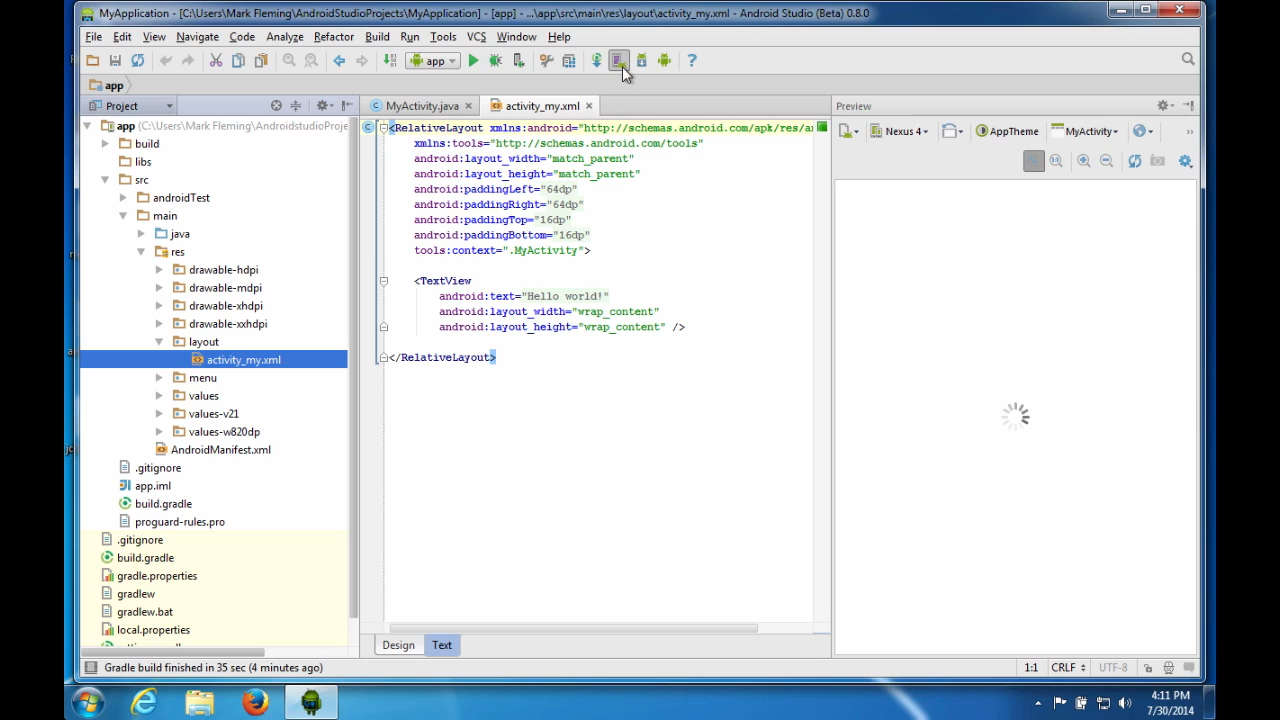 MyApplication - [C:\Users\Mark Fleming\AndroidStudioProjects\MyApplication] - [app] - ...\app\src\main\res\layout\activity_my.xml - Android Studio (Beta) 0.8.0
File Edit View Navigate Code Analyze Refactor Build Run Tools VCS Window Help
app
app
Project
MyActivity.java
activity_my.xml
Preview
app (C:\Users\Mark Fleming\AndroidstudioProje
build
libs
src
androidTest
main
java
res
drawable-hdpi
drawable-mdpi
drawable-xhdpi
drawable-xxhdpi
layout
activity_my.xml
menu
values
values-v21
values-w820dp
AndroidManifest.xml
.gitignore
app.iml
build.gradle
proguard-rules.pro
.gitignore
build.gradle
gradle.properties
gradlew
gradlew.bat
local.properties
<RelativeLayout xmlns:android="http://schemas.android.com/apk/res/a
xmlns:tools="http://schemas.android.com/tools"
android:layout_width="match_parent"
android:layout_height="match_parent"
android:paddingLeft="64dp"
android:paddingRight="64dp"
android:paddingTop="16dp"
android:paddingBottom="16dp"
tools:context=".MyActivity">
<TextView
android:text="Hello world!"
android:layout_width="wrap_content"
android:layout_height="wrap_content" />
</RelativeLayout>
Design Text
Nexus 4
AppTheme
MyActivity
Gradle build finished in 35 sec (4 minutes ago)
1:1 CRLF UTF-8
4:11 PM
7/30/2014